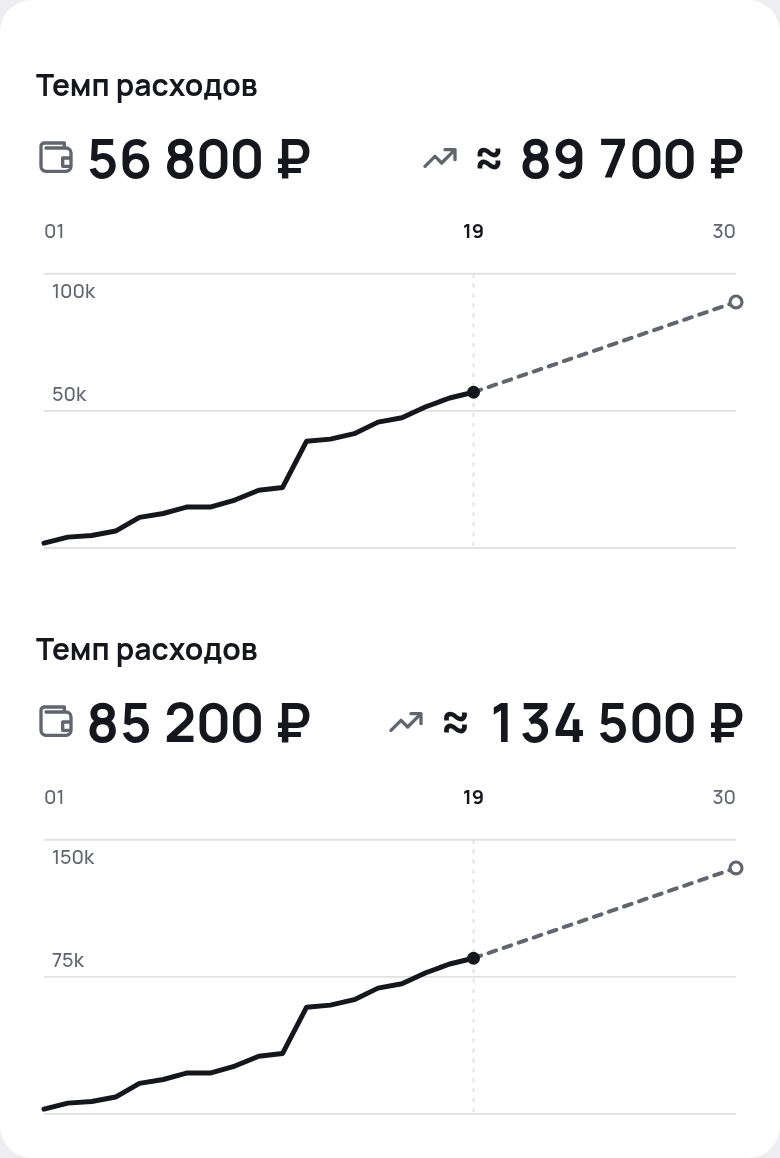 Темп расходов
56 800 ₽ ≈ 89 700 ₽
01 19 30
100k
50k
Темп расходов
85 200 ₽ ≈ 134 500 ₽
01 19 30
150k
75k